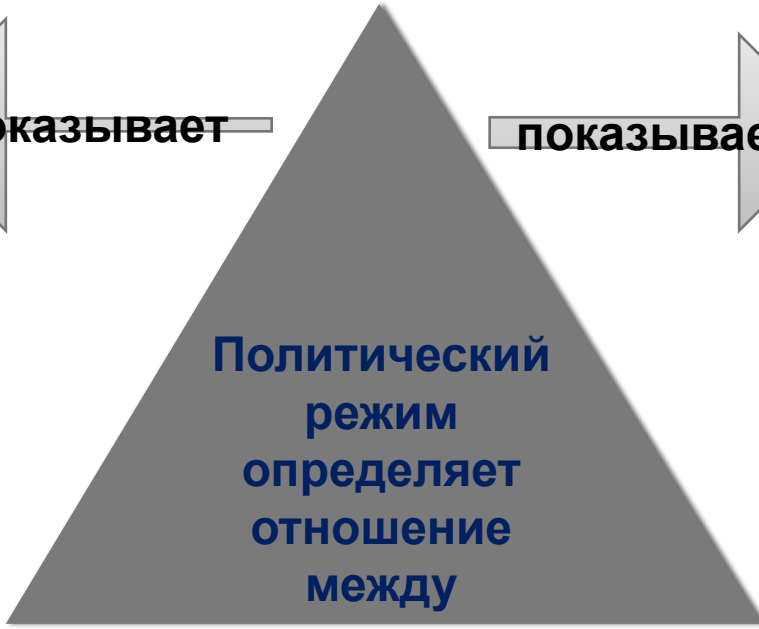 оказывает
показывае
Политический
режим
определяет
отношение
между